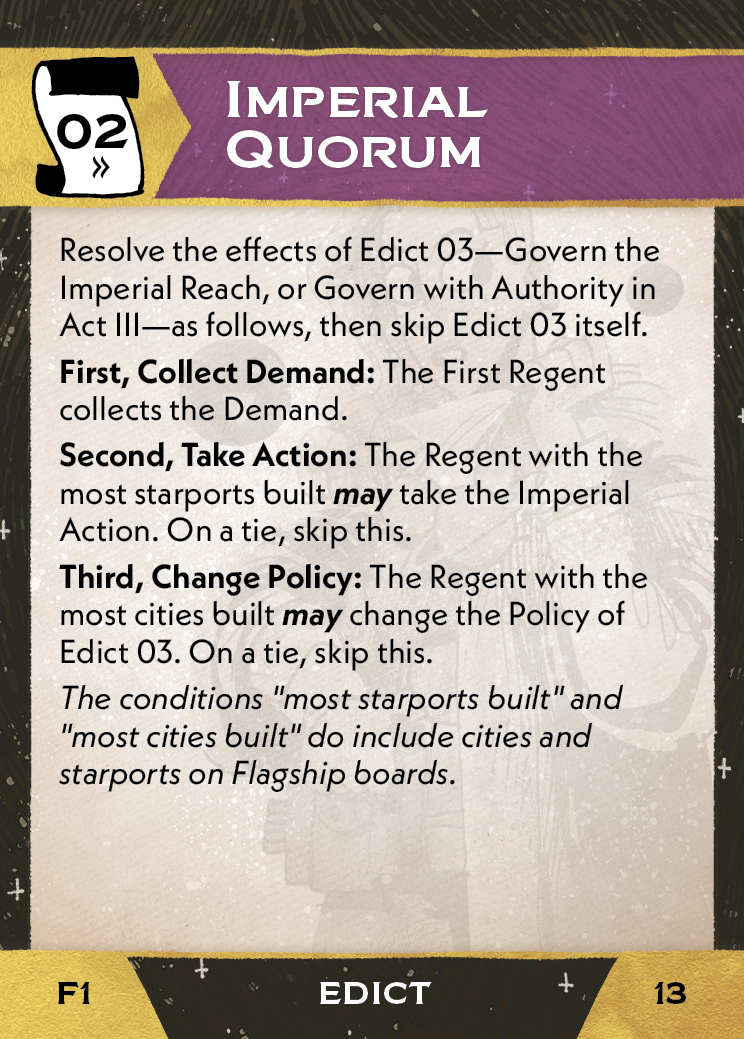 02
»
IMPERIAL
QUORUM
Resolve the effects of Edict 03—Govern the
Imperial Reach, or Govern with Authority in
Act III—as follows, then skip Edict 03 itself.
First, Collect Demand: The First Regent
collects the Demand.
Second, Take Action: The Regent with the
most starports built may take the Imperial
Action. On a tie, skip this.
Third, Change Policy: The Regent with the
most cities built may change the Policy of
Edict 03. On a tie, skip this.
The conditions "most starports built" and
"most cities built" do include cities and
starports on Flagship boards.
F1
EDICT
13